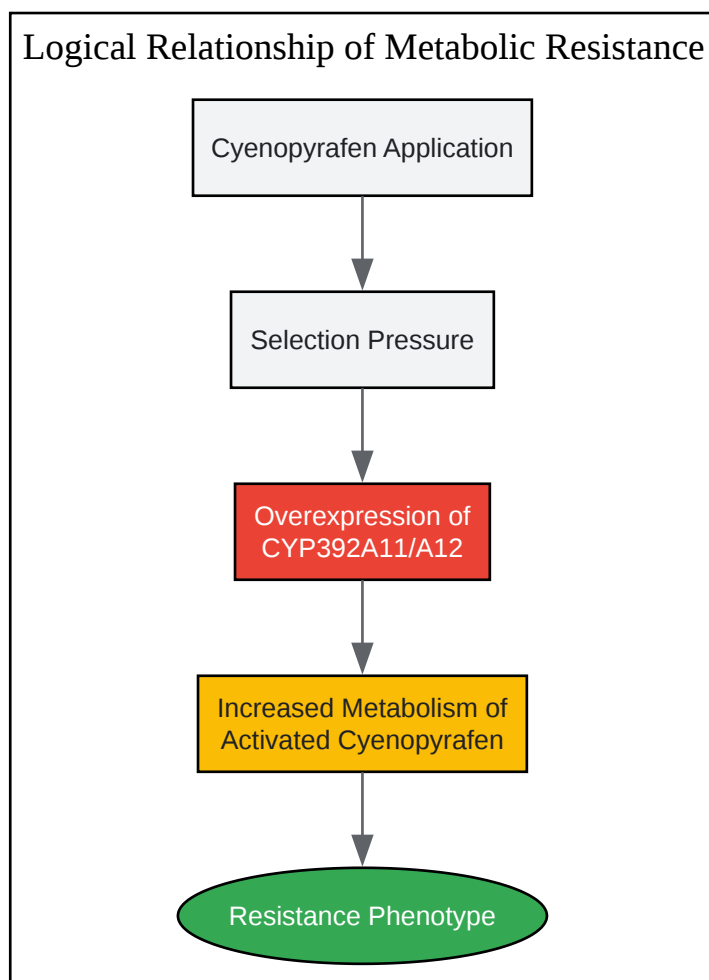 Logical Relationship of Metabolic Resistance
Cyenopyrafen Application
Selection Pressure
Overexpression of
CYP392A11/A12
Increased Metabolism of
Activated Cyenopyrafen
Resistance Phenotype